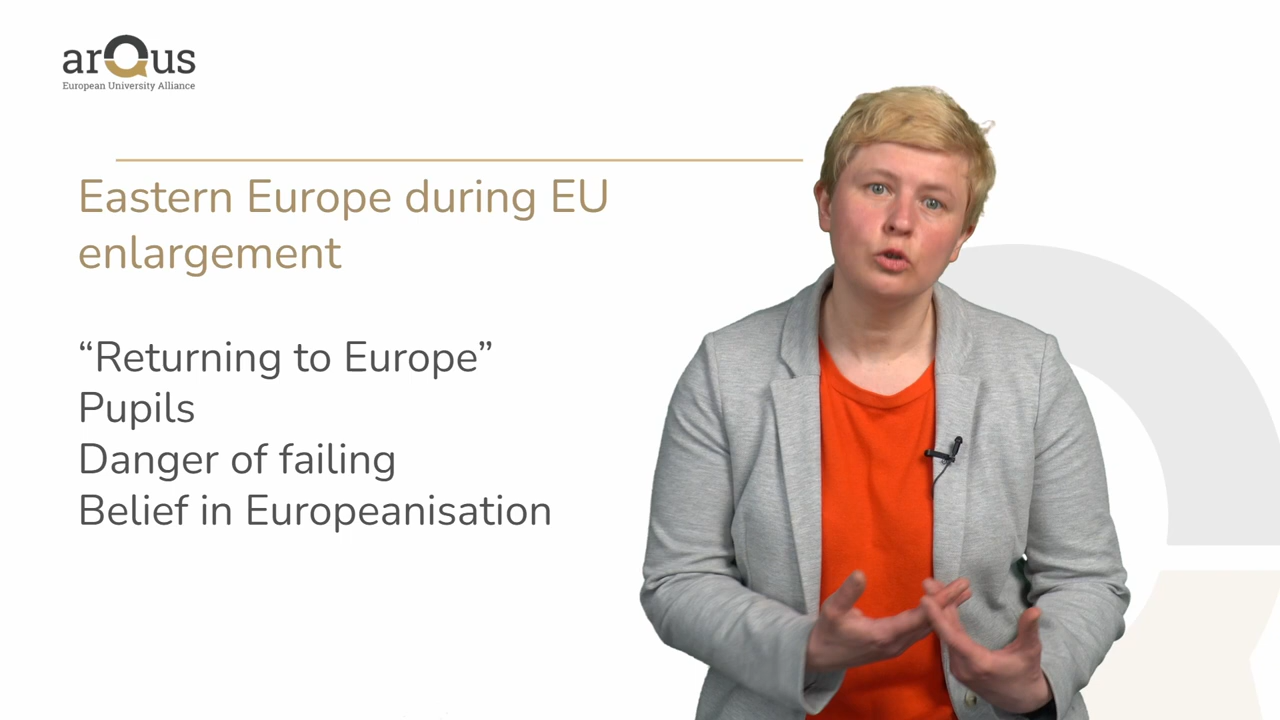 arQus
European University Alliance
Eastern Europe during EU
enlargement
“Returning to Europe”
Pupils
Danger of failing
Belief in Europeanisation